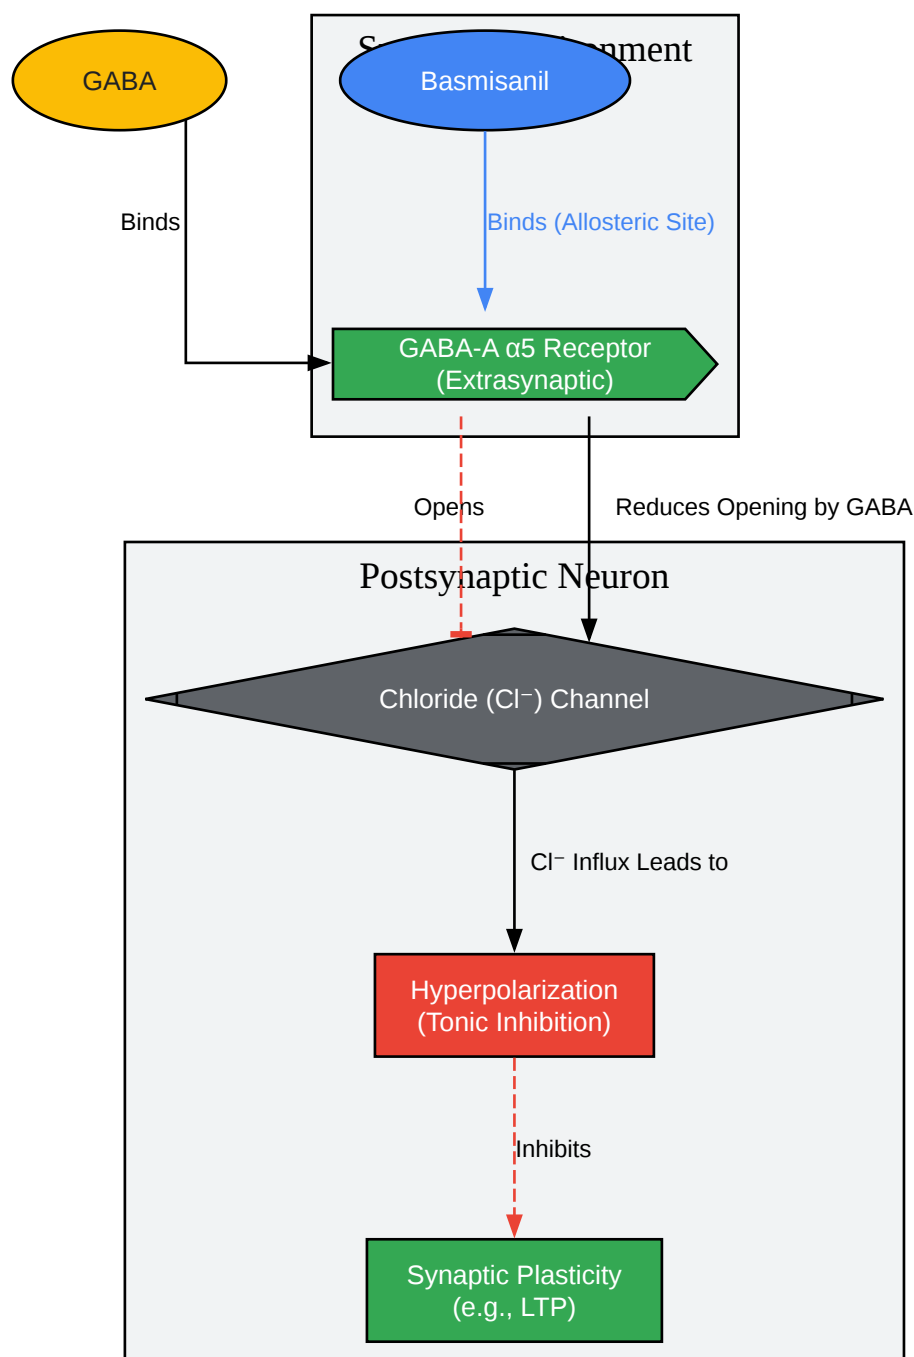 GABA
Basmisanil
Binds
Binds (Allosteric Site)
GABA-A α5 Receptor
(Extrasynaptic)
Opens
Reduces Opening by GABA
Postsynaptic Neuron
Chloride (Cl⁻) Channel
Cl⁻ Influx Leads to
Hyperpolarization
(Tonic Inhibition)
Inhibits
Synaptic Plasticity
(e.g., LTP)